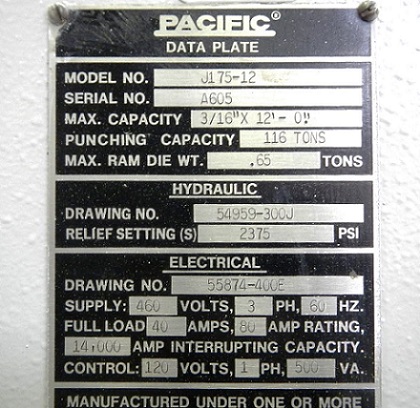 PACIFIC®
DATA PLATE
MODEL NO. J175-12
SERIAL NO. A605
MAX. CAPACITY 3/16"X 12'-0"
PUNCHING CAPACITY 116 TONS
MAX. RAM DIE WT. .65 TONS
HYDRAULIC
DRAWING NO. 54959-300J
RELIEF SETTING (S) 2375 PSI
ELECTRICAL
DRAWING NO. 55874-400E
SUPPLY: 460 VOLTS, 3 PH, 60 HZ.
FULL LOAD 40 AMPS, 80 AMP RATING,
14,000 AMP INTERRUPTING CAPACITY.
CONTROL: 120 VOLTS, 1 PH, 500 VA.
MANUFACTURED UNDER ONE OR MORE